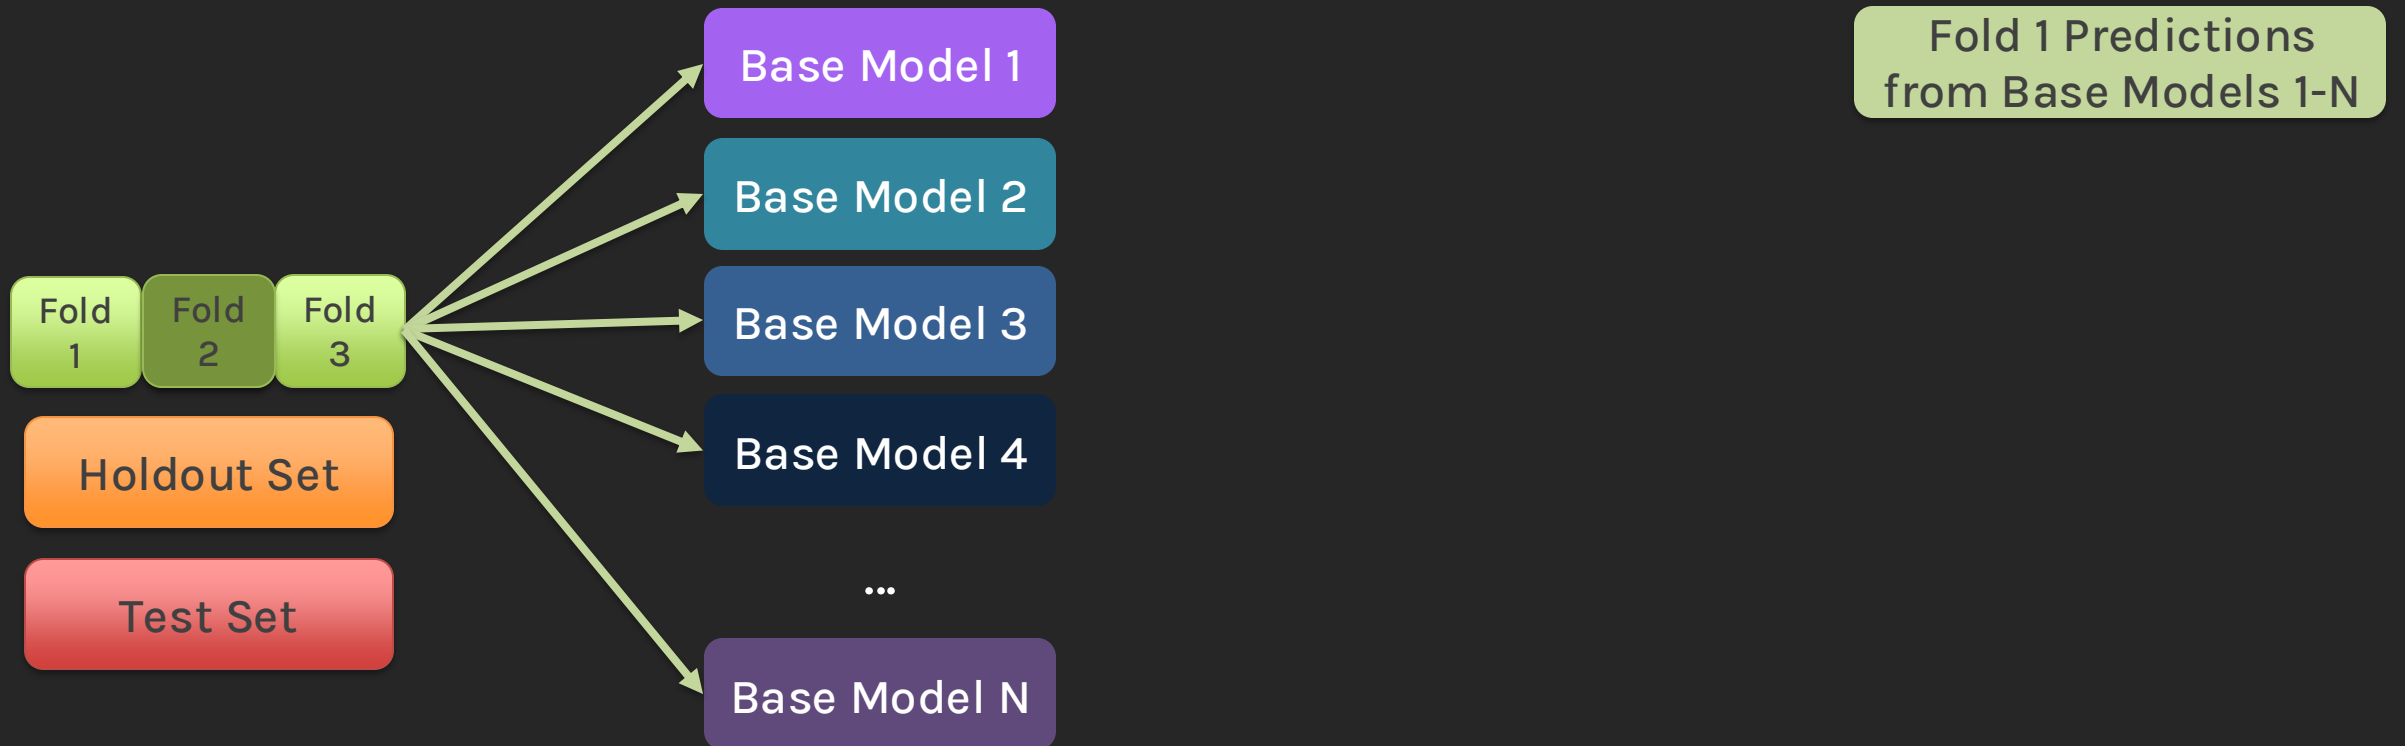 Base Model 1
Fold 1 Predictions
from Base Models 1-N
Base Model 2
Fold
1
Fold
2
Fold
3
Base Model 3
Holdout Set
Base Model 4
Test Set
...
Base Model N